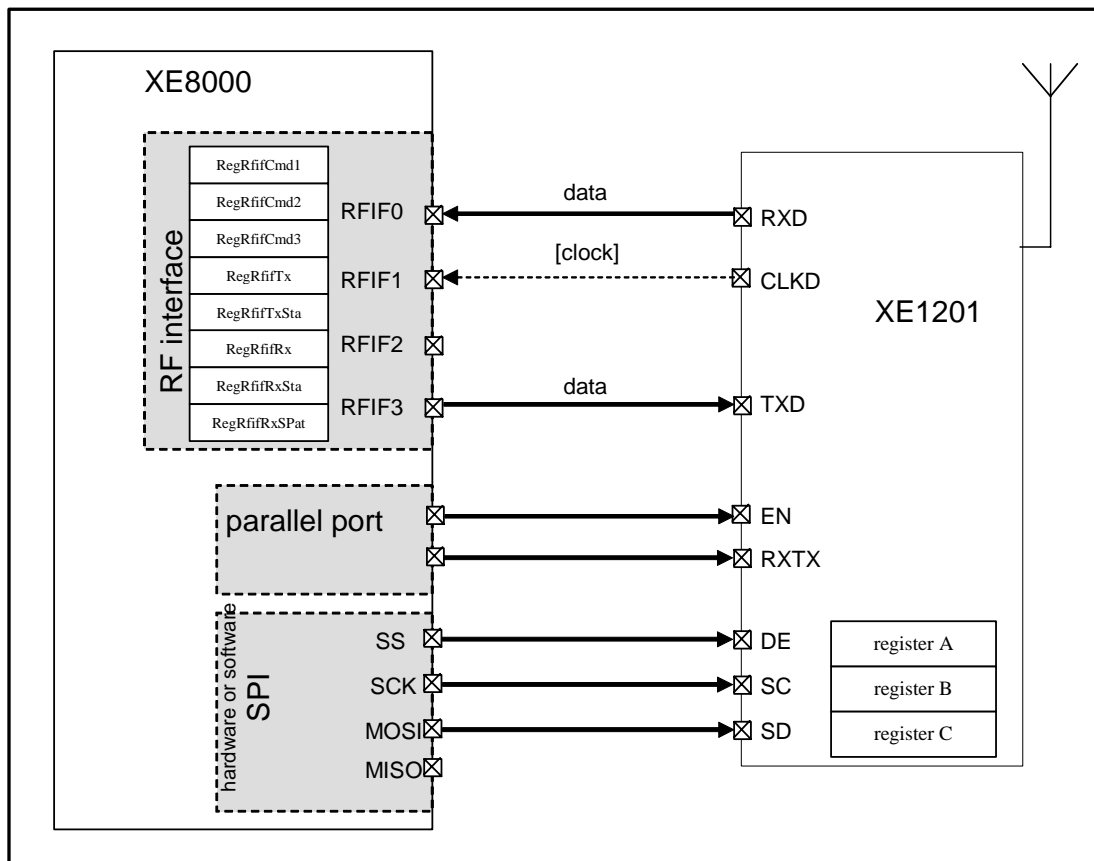 XE8000
RF interface
RegRfifCmd1
RegRfifCmd2
RegRfifCmd3
RegRfifTx
RegRfifTxSta
RegRfifRx
RegRfifRxSta
RegRfifRxSPat
RFIF0
RFIF1
RFIF2
RFIF3
data
[clock]
data
RXD
CLKD
TXD
XE1201
parallel port
EN
RXTX
hardware or software
SPI
SS
SCK
MOSI
MISO
DE
SC
SD
register A
register B
register C